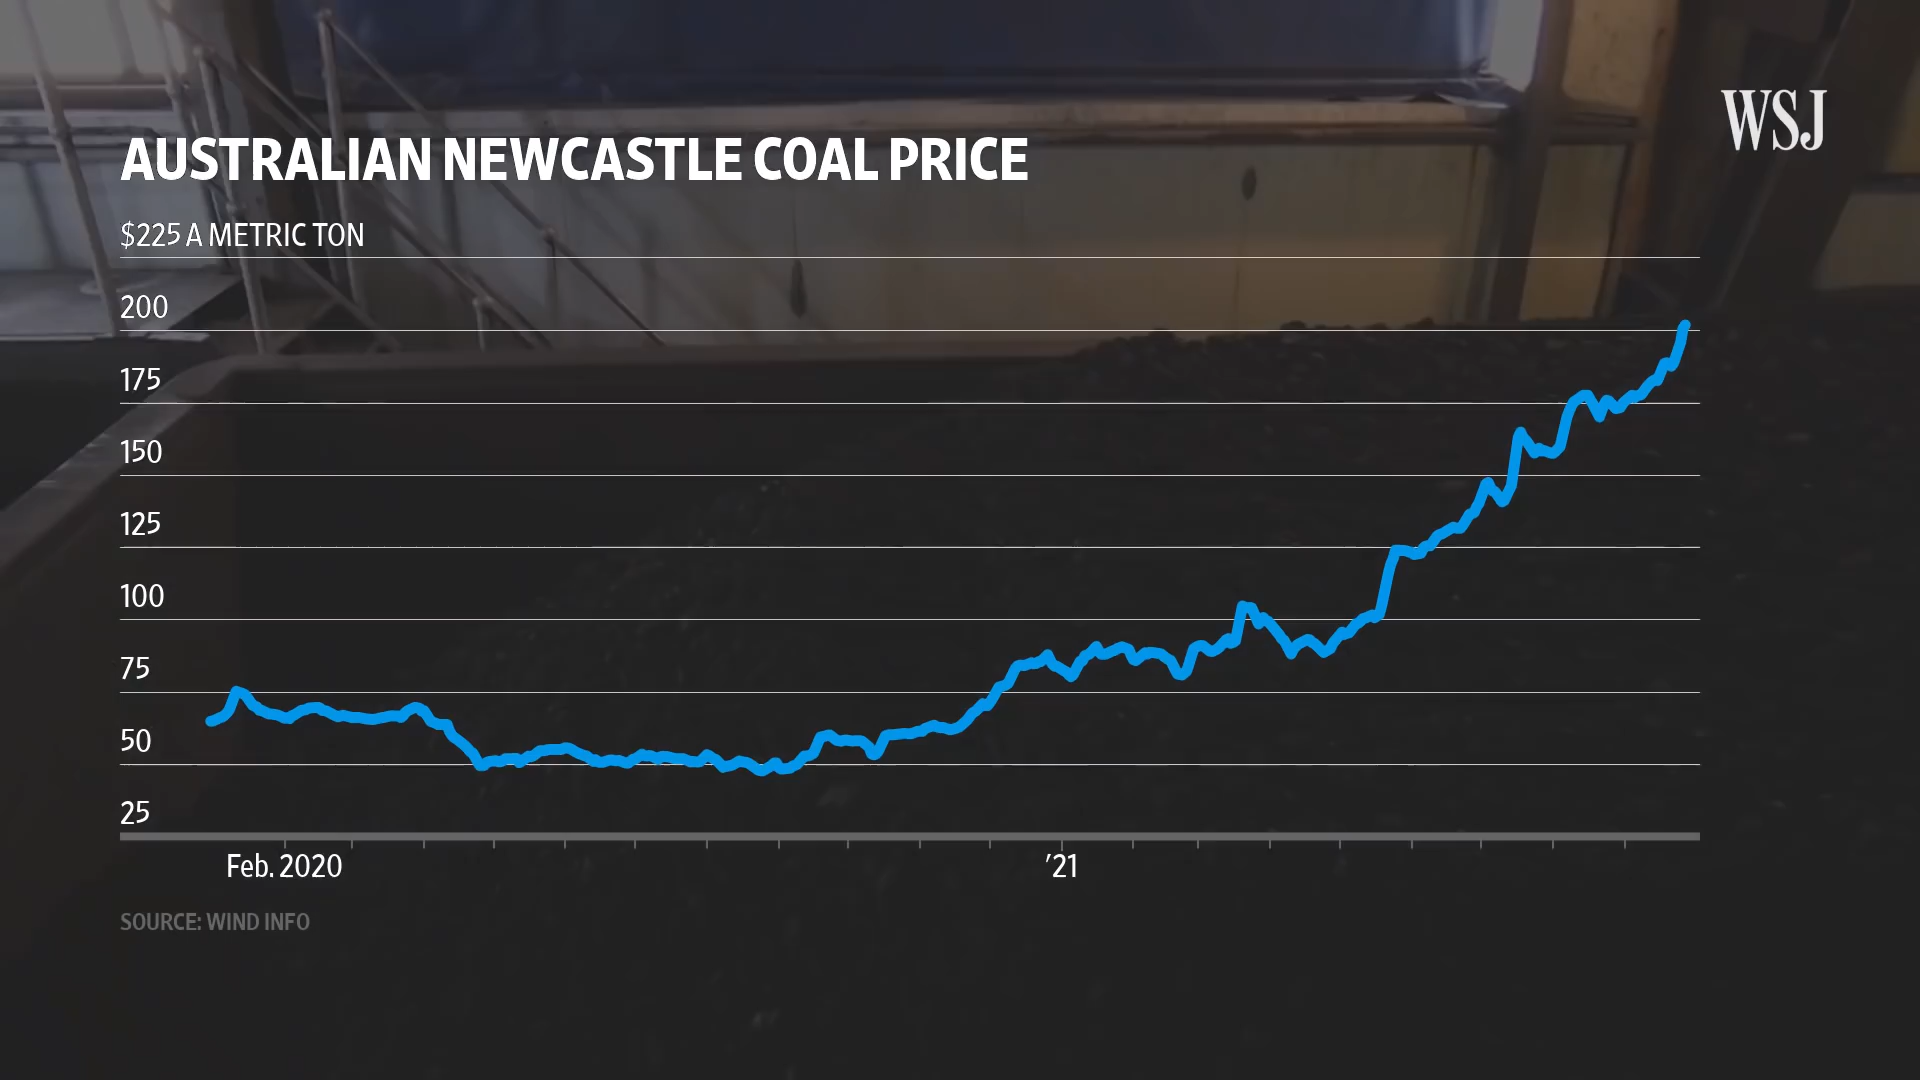 WSJ
AUSTRALIAN NEWCASTLE COAL PRICE
$225 A METRIC TON
200
175
150
125
100
75
50
25
Feb. 2020
’21
SOURCE: WIND INFO